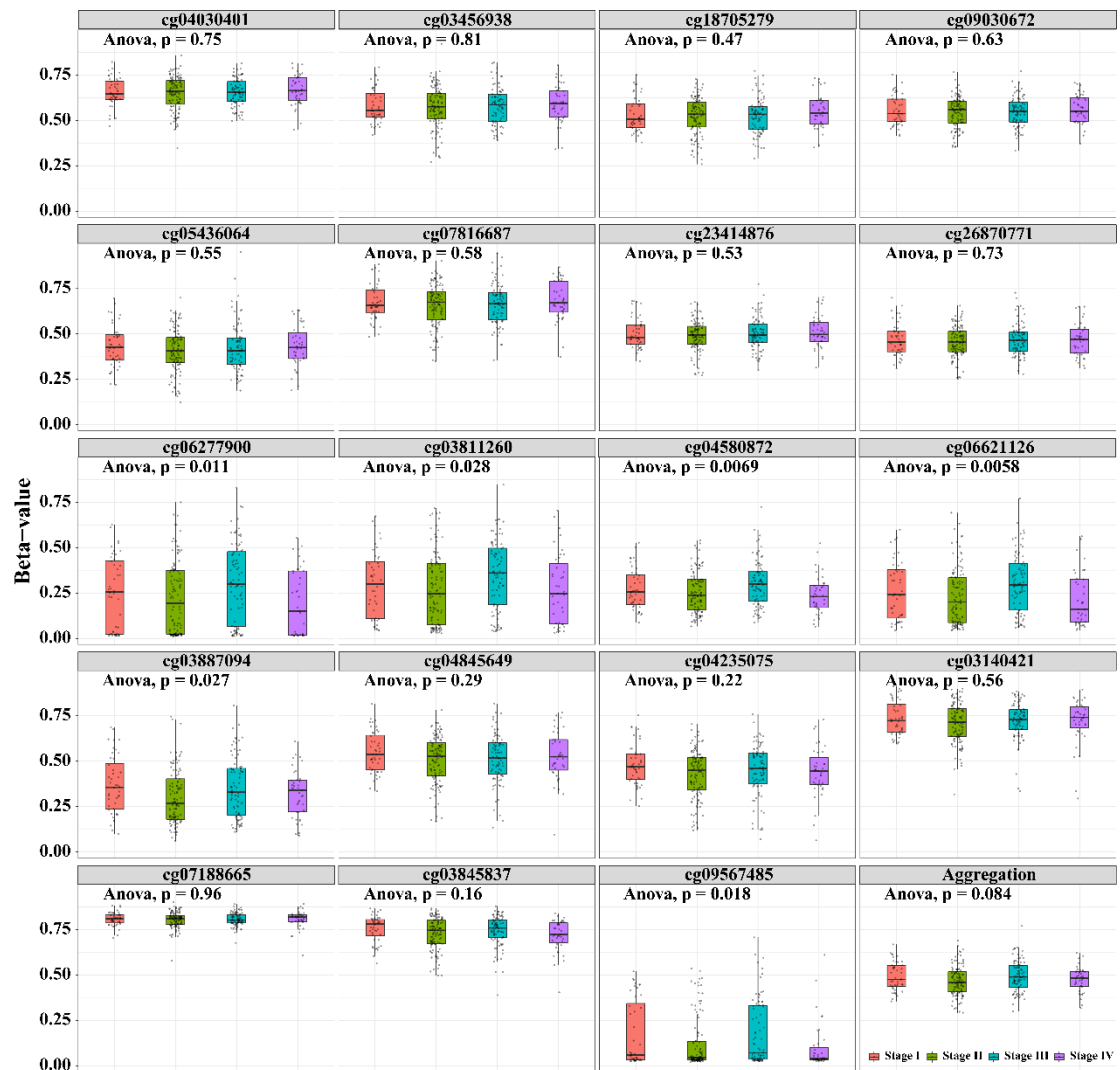 cg04030401 cg03456938 cg18705279 cg09030672
Anova, p = 0.75 Anova, p = 0.81 Anova, p = 0.47 Anova, p = 0.63
0.75
0.50
0.25
0.00
cg05436064 cg07816687 cg23414876 cg26870771
Anova, p = 0.55 Anova, p = 0.58 Anova, p = 0.53 Anova, p = 0.73
0.75
0.50
0.25
0.00
cg06277900 cg03811260 cg04580872 cg06621126
Anova, p = 0.011 Anova, p = 0.028 Anova, p = 0.0069 Anova, p = 0.0058
0.75
0.50
0.25
0.00
Beta−value
cg03887094 cg04845649 cg04235075 cg03140421
Anova, p = 0.027 Anova, p = 0.29 Anova, p = 0.22 Anova, p = 0.56
0.75
0.50
0.25
0.00
cg07188665 cg03845837 cg09567485 Aggregation
Anova, p = 0.96 Anova, p = 0.16 Anova, p = 0.018 Anova, p = 0.084
0.75
0.50
0.25
0.00
Stage I Stage II Stage III Stage IV